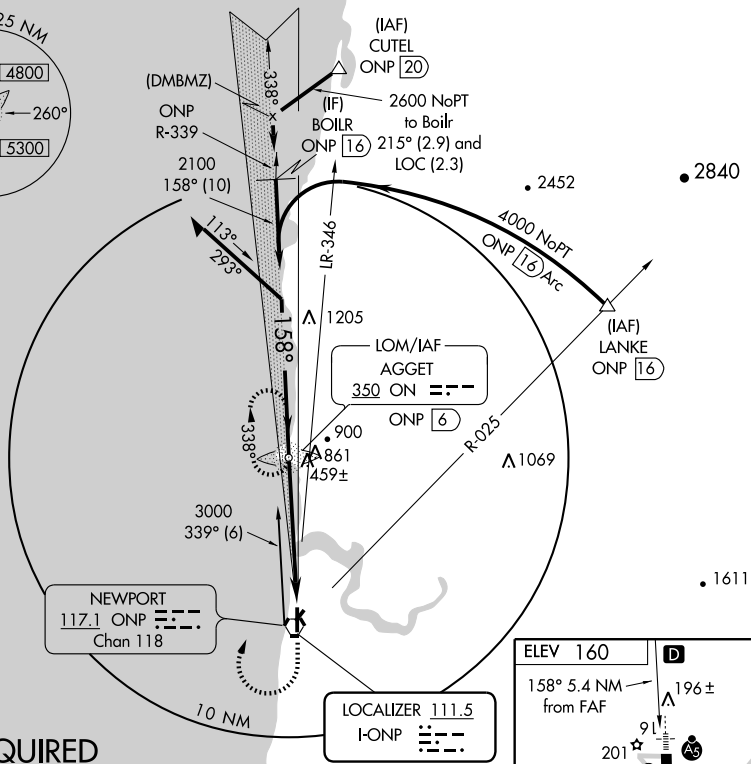 25 NM
4800
260°
5300
(IAF)
CUTEL
ONP 20
(DMBMZ)
338°
ONP
R-339
(IF)
BOILR
ONP 16
2600 NoPT
to Boilr
215° (2.9) and
LOC (2.3)
2100
158° (10)
2452
2840
4000 NoPT
ONP 16 Arc
113°
293°
LR-346
158°
1205
(IAF)
LANKE
ONP 16
LOM/IAF
AGGET
350 ON
ONP 6
R-025
338°
900
861
459±
1069
3000
339° (6)
1611
NEWPORT
117.1 ONP
Chan 118
10 NM
LOCALIZER 111.5
I-ONP
ELEV 160
D
158° 5.4 NM
from FAF
196±
16
201
A5
QUIRED